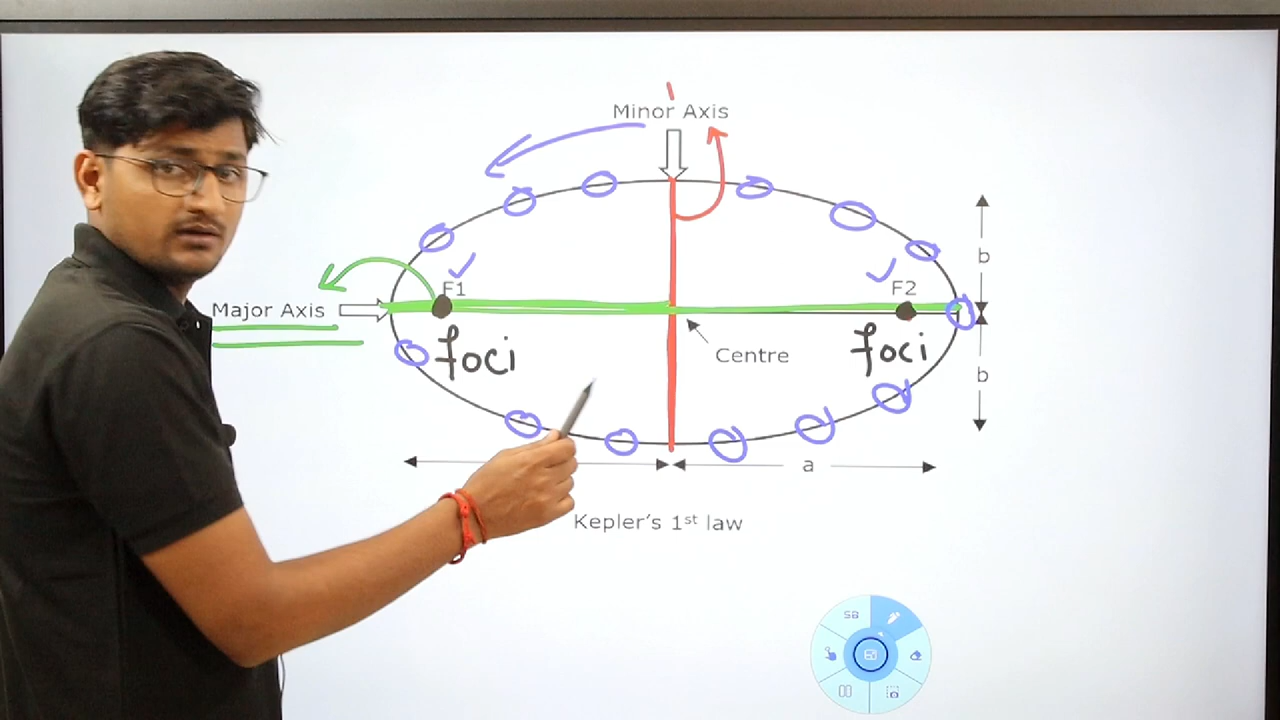 Minor Axis
b
F1
F2
Major Axis
foci
foci
Centre
b
a
Kepler's 1st law
SB